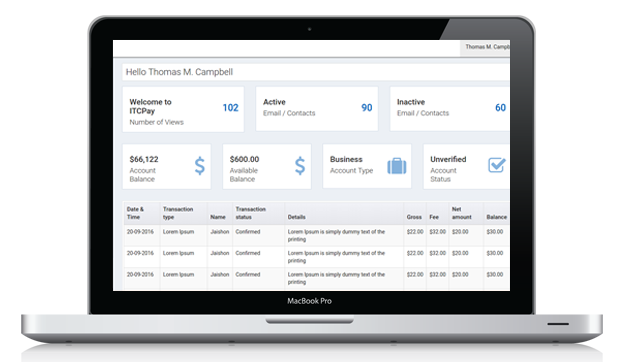 Thomas M. Campb
Hello Thomas M. Campbell
Welcome to
ITCPay
Number of Views
102
Active
Email / Contacts
90
Inactive
Email / Contacts
60
$66,122
Account
Balance
$
$600.00
Available
Balance
$
Business
Account Type
Unverified
Account
Status
Date &
Time
Transaction
type
Name
Transaction
status
Details
Gross
Fee
Net
amount
Balance
20-09-2016 Lorem Ipsum Jaishon Confirmed Lorem Ipsum is simply dummy text of the
printing
$22.00 $32.00 $20.00 $30.00
20-09-2016 Lorem Ipsum Jaishon Confirmed Lorem Ipsum is simply dummy text of the
printing
$22.00 $32.00 $20.00 $30.00
20-09-2016 Lorem Ipsum Jaishon Confirmed Lorem Ipsum is simply dummy text of the
printing
$22.00 $32.00 $20.00 $30.00
MacBook Pro